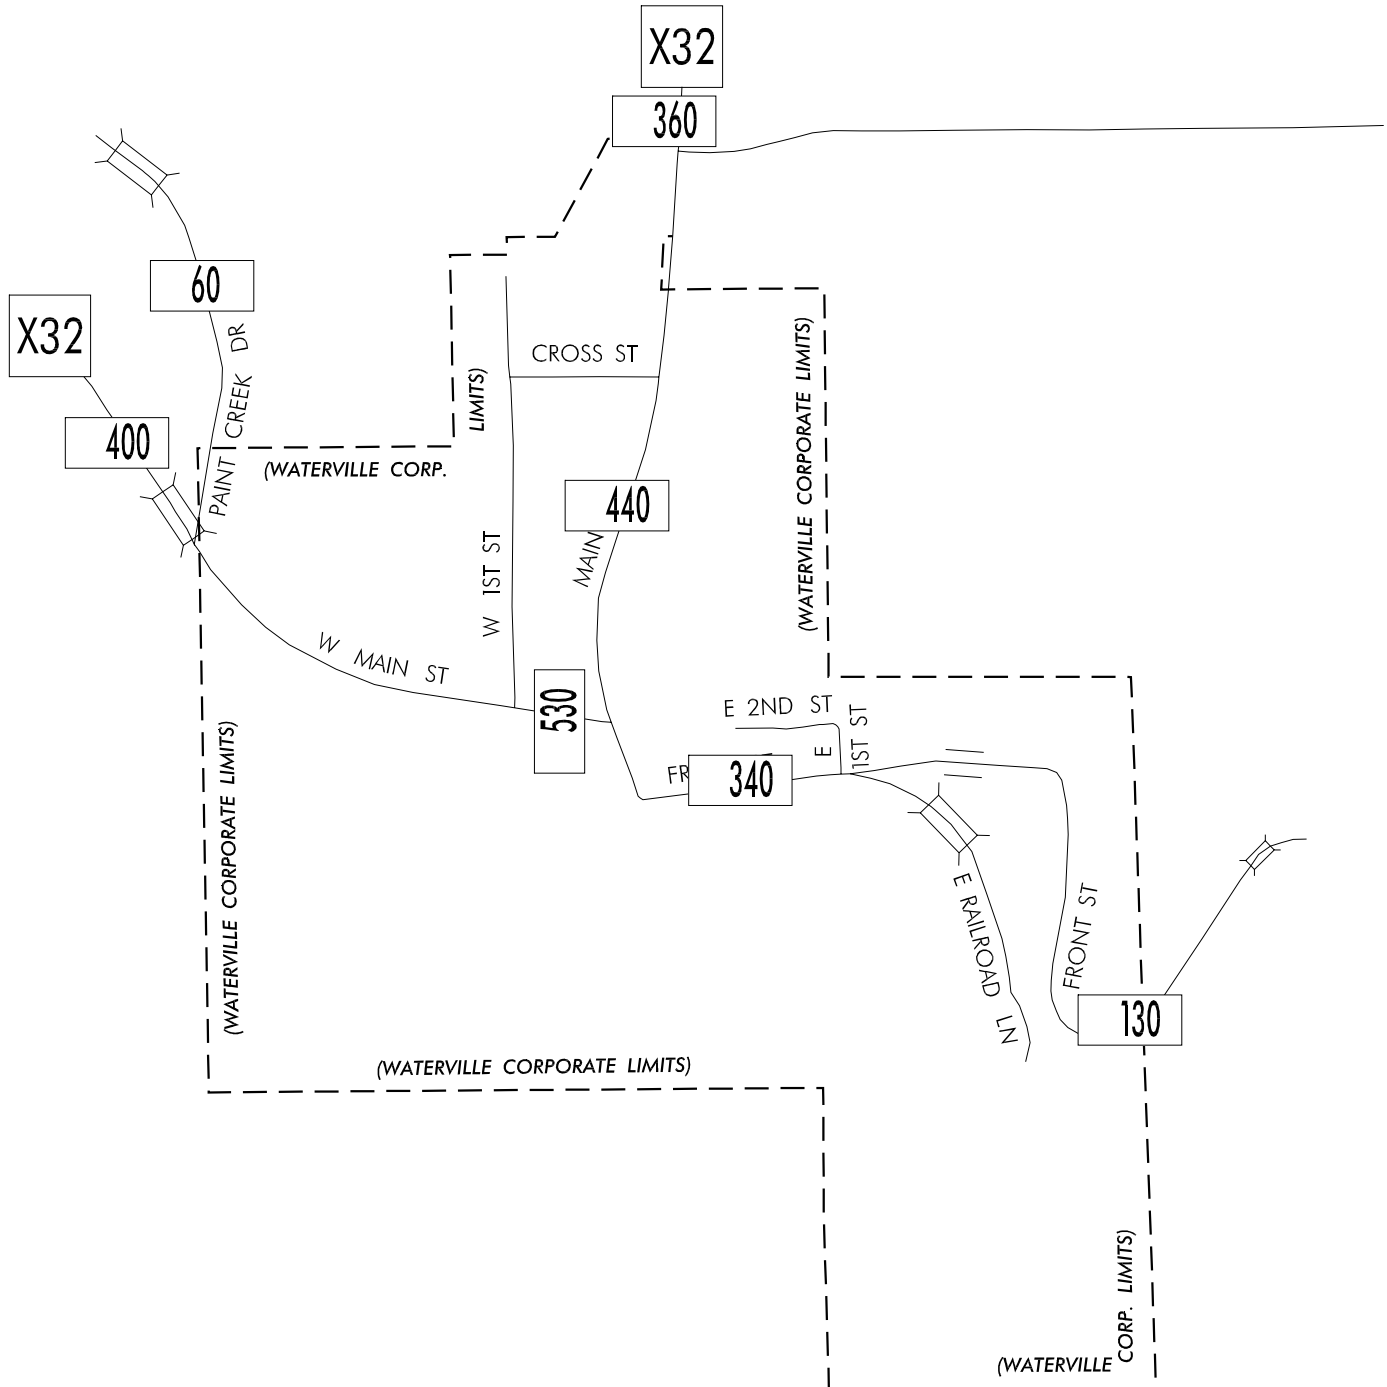 X32
360
60
X32
PAINT CREEK DR
400
CROSS ST
(WATERVILLE CORP.
LIMITS)
(WATERVILLE CORPORATE LIMITS)
440
MAIN
W 1ST ST
W MAIN ST
530
E 2ND ST
E 1ST ST
FR
340
(WATERVILLE CORPORATE LIMITS)
E RAILROAD LN
FRONT ST
130
(WATERVILLE CORPORATE LIMITS)
(WATERVILLE
CORP. LIMITS)